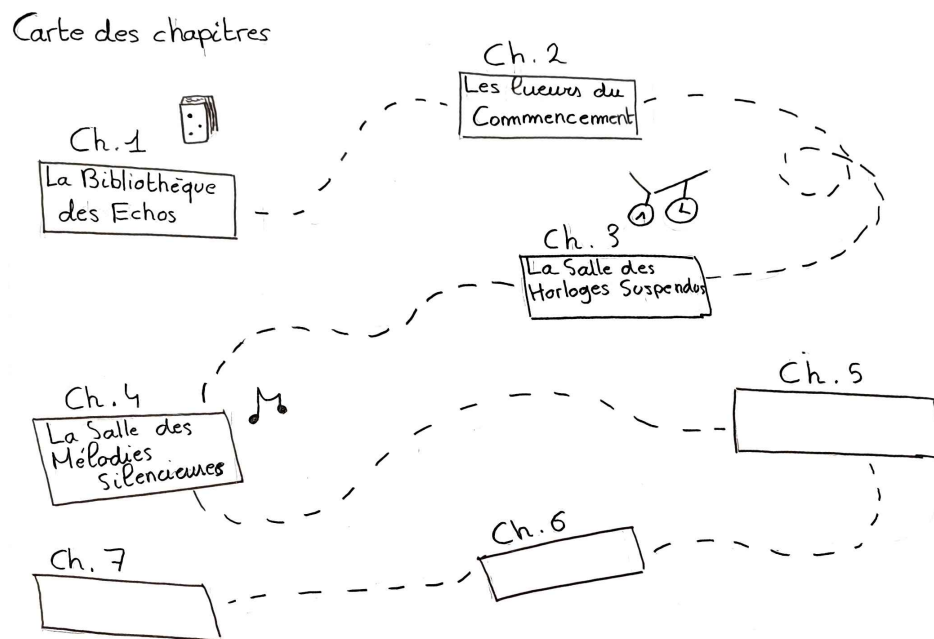 Carte des chapitres
Ch.1
La Bibliothèque
des Echos
Ch.2
Les lueurs du
Commencement
Ch.3
La Salle des
Horloges Suspendus
Ch.4
La Salle des
Mélodies
Silencieuses
Ch.5
Ch.6
Ch.7